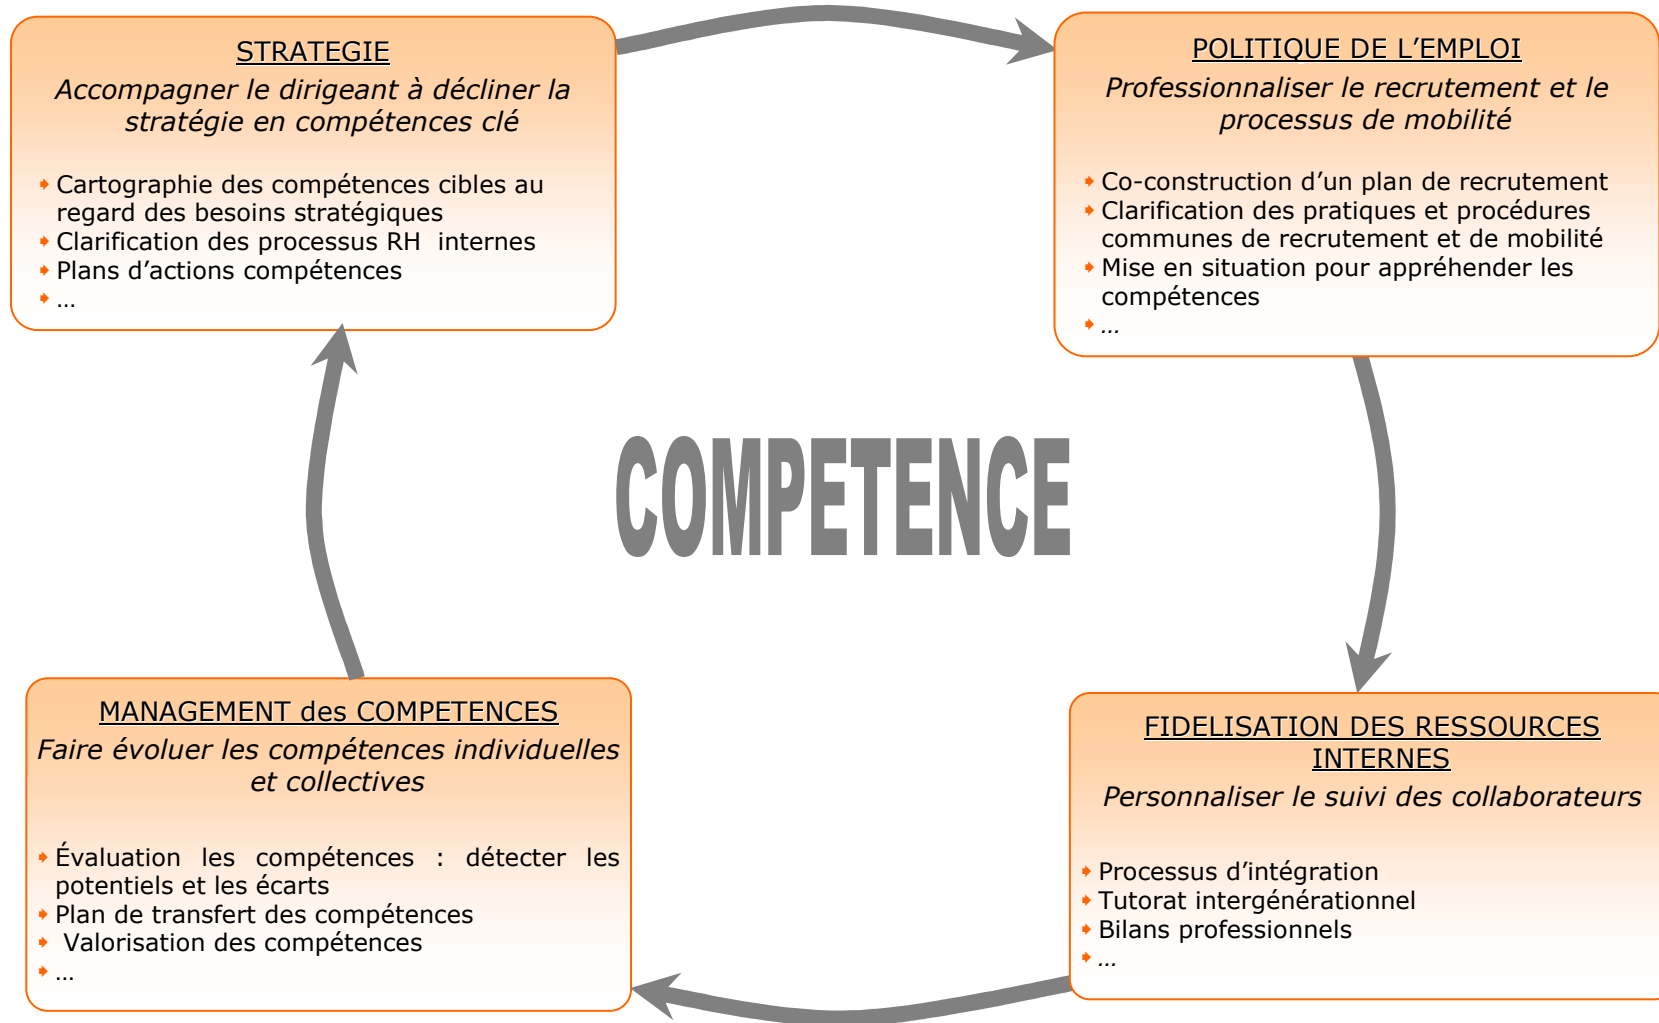 STRATEGIE
Accompagner le dirigeant à décliner la
stratégie en compétences clé
Cartographie des compétences cibles au
regard des besoins stratégiques
Clarification des processus RH  internes
Plans d’actions compétences
...
POLITIQUE DE L’EMPLOI
Professionnaliser le recrutement et le
processus de mobilité
Co-construction d’un plan de recrutement
Clarification des pratiques et procédures
communes de recrutement et de mobilité
Mise en situation pour appréhender les
compétences
...
COMPETENCE
MANAGEMENT des COMPETENCES
Faire évoluer les compétences individuelles
et collectives
Évaluation les compétences : détecter les
potentiels et les écarts
Plan de transfert des compétences
Valorisation des compétences
...
FIDELISATION DES RESSOURCES
INTERNES
Personnaliser le suivi des collaborateurs
Processus d’intégration
Tutorat intergénérationnel
Bilans professionnels
...